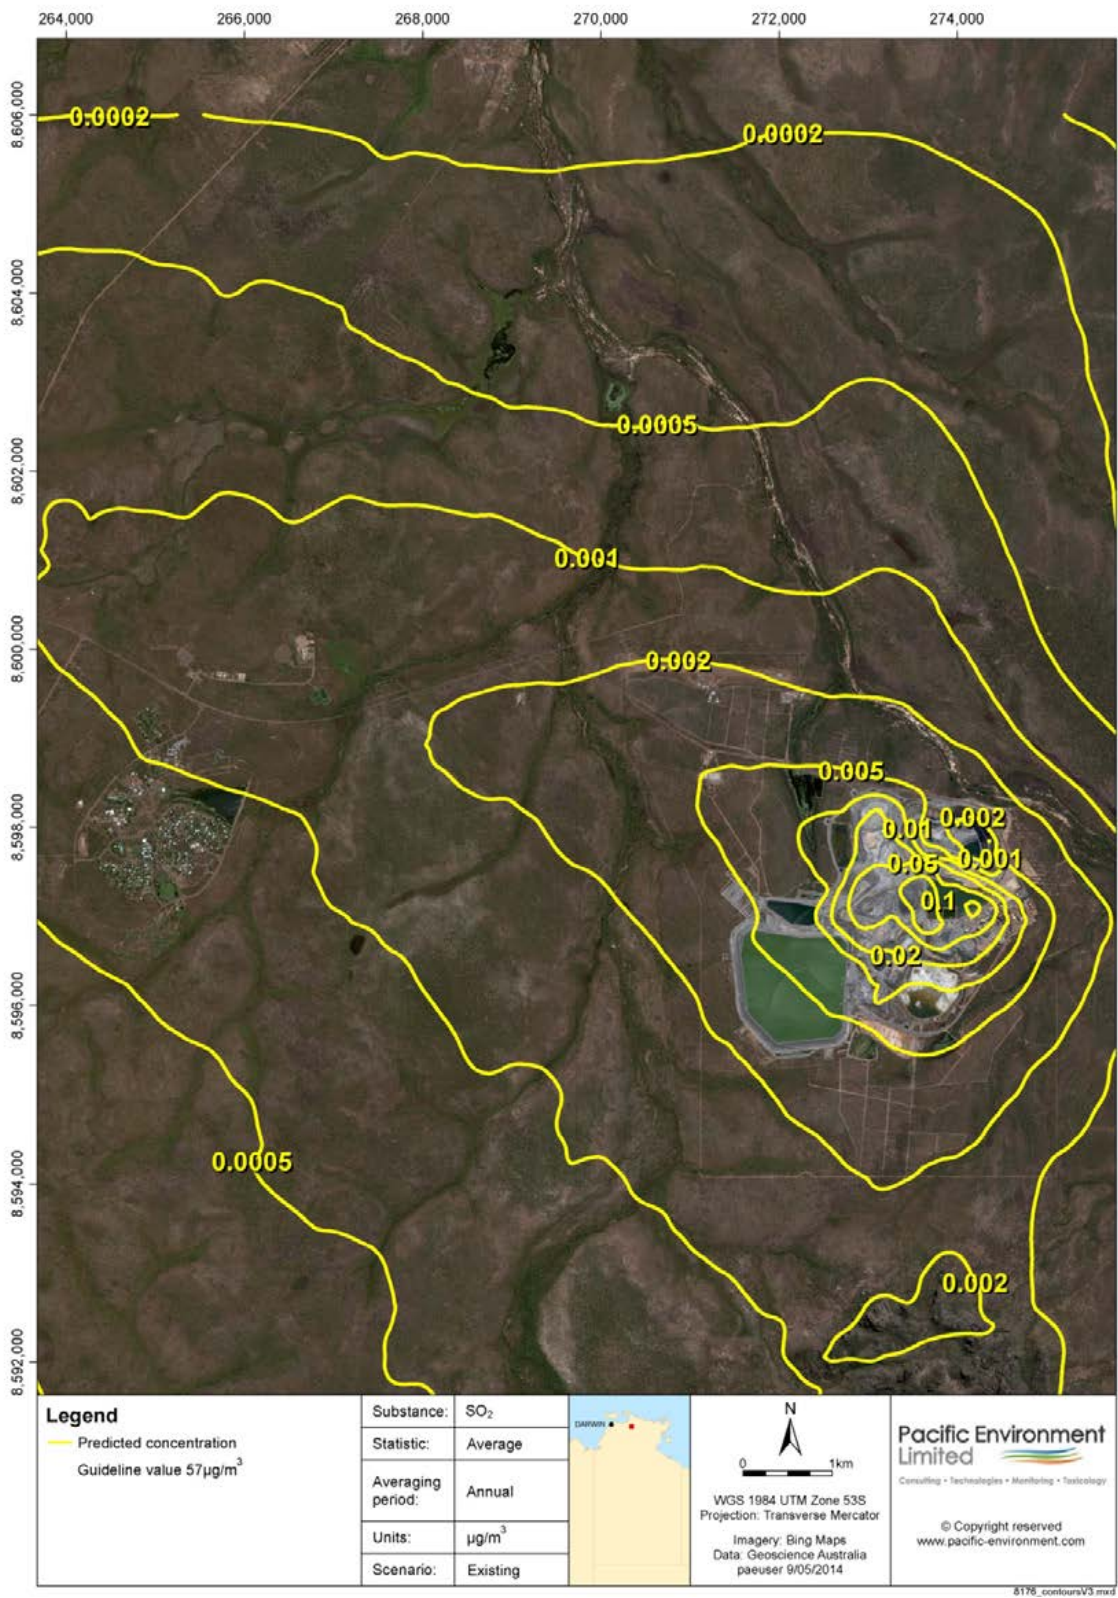 264,000 266,000 268,000 270,000 272,000 274,000
8,606,000
8,604,000
8,602,000
8,600,000
8,598,000
8,596,000
8,594,000
8,592,000
0.0002
0.0002
0.0005
0.001
0.002
0.005
0.002
0.01
0.001
0.05
0.1
0.02
0.0005
0.002
Legend
Predicted concentration
Guideline value 57µg/m³
Substance: SO₂
Statistic: Average
Averaging period: Annual
Units: µg/m³
Scenario: Existing
DARWIN
N
0 1km
WGS 1984 UTM Zone 53S
Projection: Transverse Mercator
Imagery: Bing Maps
Data: Geoscience Australia
paeuser 9/05/2014
Pacific Environment
Limited
Consulting • Technologies • Monitoring • Toxicology
© Copyright reserved
www.pacific-environment.com
8176_contoursV3.mxd